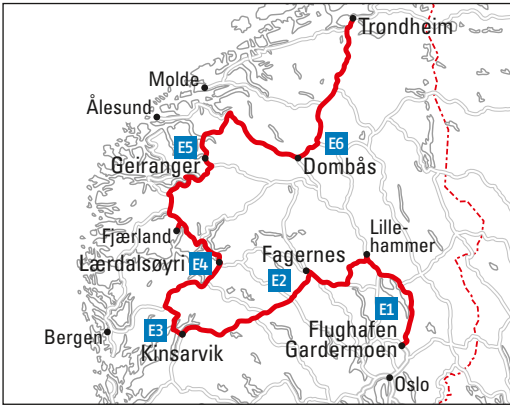 Trondheim
Molde
Ålesund
E5
E6
Geiranger
Dombås
Fjærland
Lille-
hammer
Lærdalsøyri
E4
Fagernes
E2
E1
Flughafen
Gardermoen
E3
Bergen
Kinsarvik
Oslo